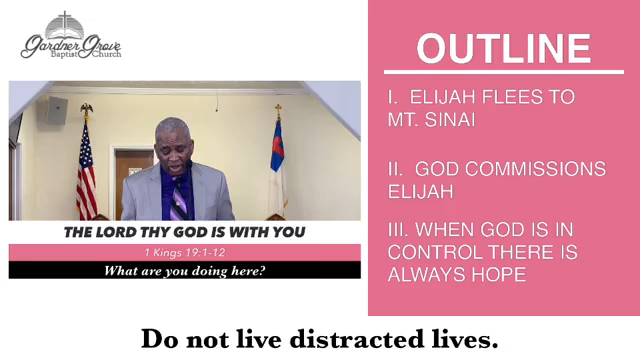 Gardner Grove
Baptist Church
THE LORD THY GOD IS WITH YOU
1 Kings 19:1-12
What are you doing here?
OUTLINE
I. ELIJAH FLEES TO
MT. SINAI
II. GOD COMMISSIONS
ELIJAH
III. WHEN GOD IS IN
CONTROL THERE IS
ALWAYS HOPE
Do not live distracted lives.